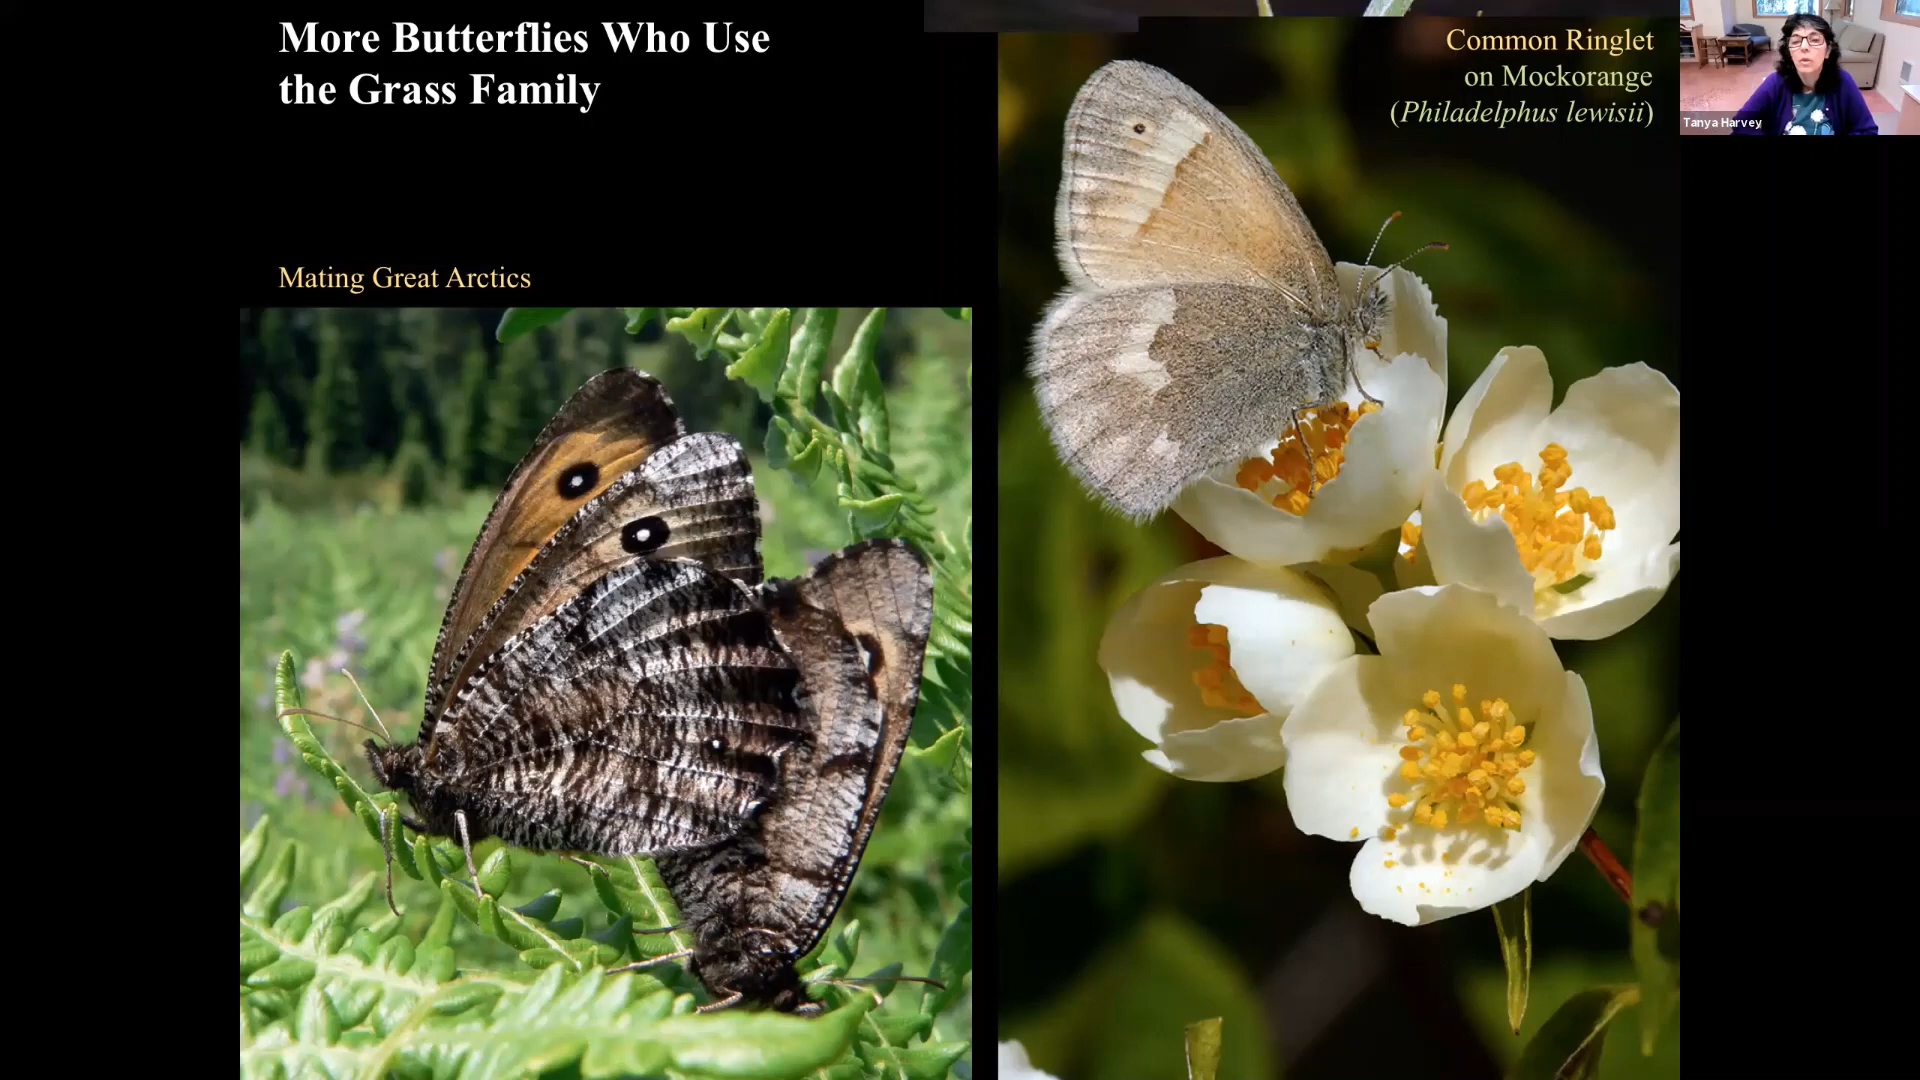 More Butterflies Who Use
the Grass Family
Mating Great Arctics
Common Ringlet
on Mockorange
(Philadelphus lewisii)
Tanya Harvey